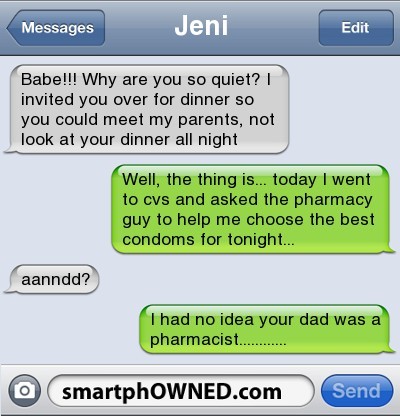 Messages
Jeni
Edit
Babe!!! Why are you so quiet? I
invited you over for dinner so
you could meet my parents, not
look at your dinner all night
Well, the thing is... today I went
to cvs and asked the pharmacy
guy to help me choose the best
condoms for tonight...
aanndd?
I had no idea your dad was a
pharmacist............
smartphOWNED.com
Send